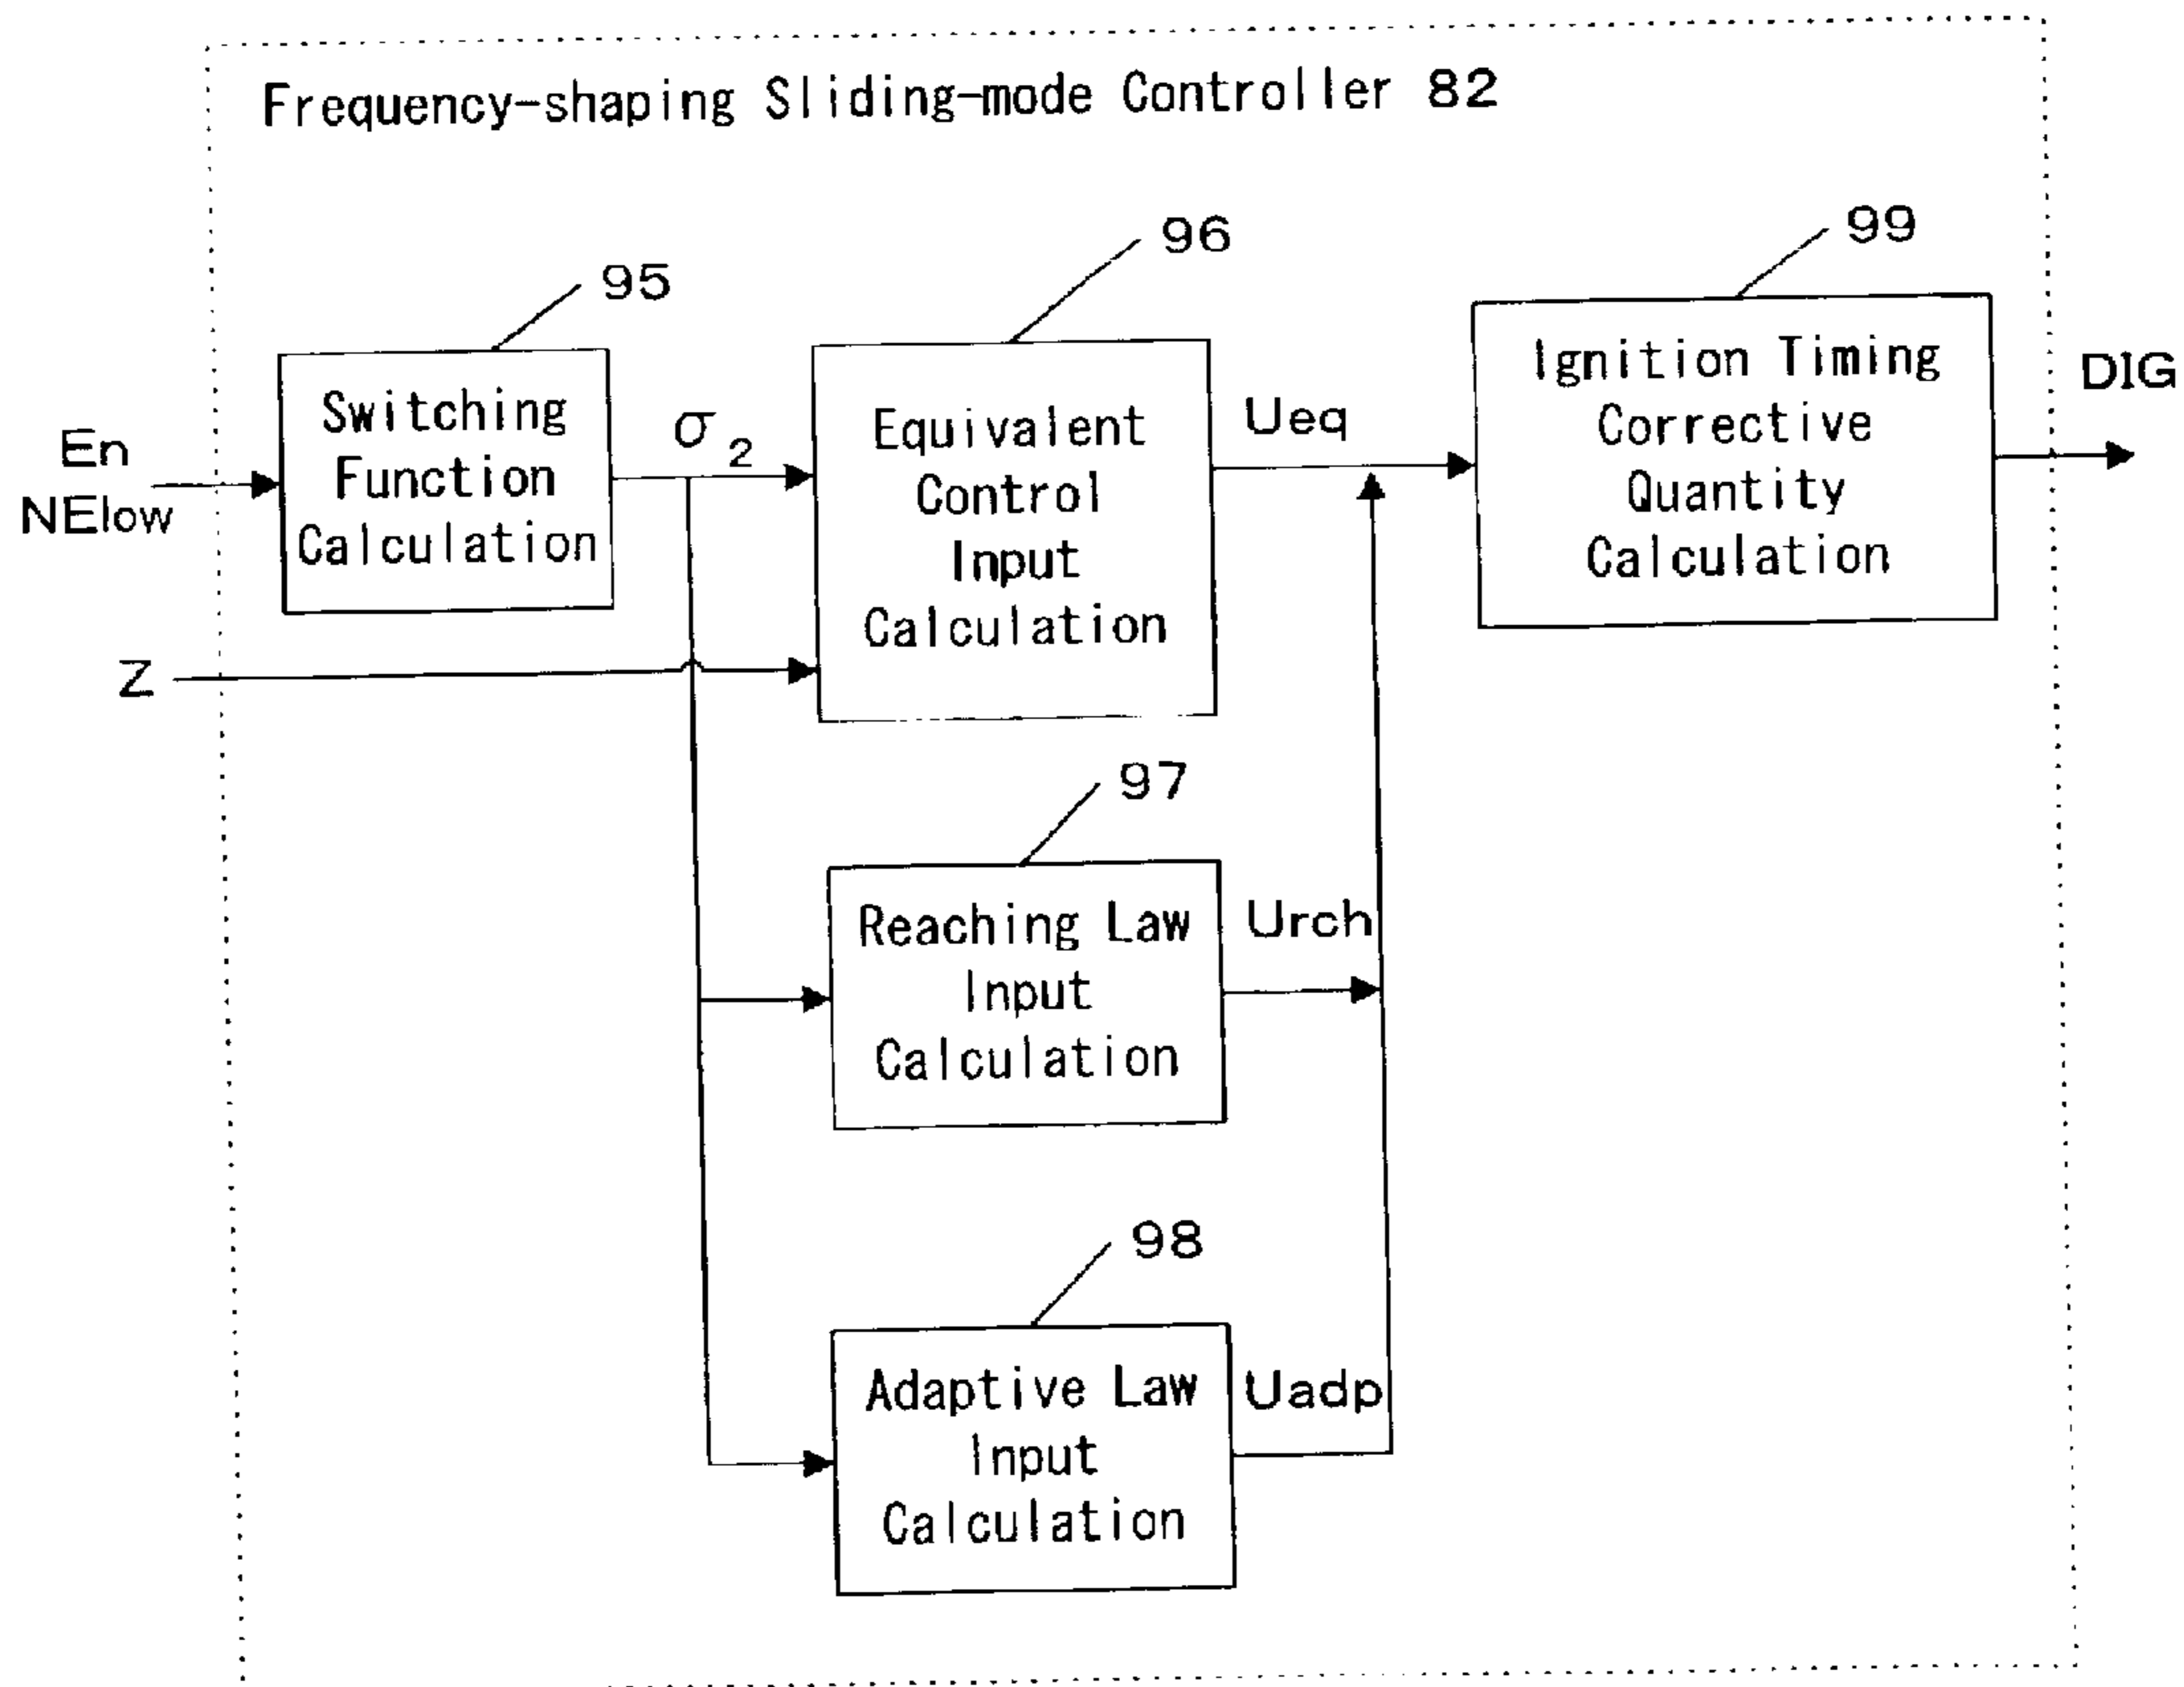 Frequency-shaping Sliding-mode Controller 82
95
96
99
En
NElow
Switching
Function
Calculation
σ2
Equivalent
Control
Input
Calculation
Ueq
Ignition Timing
Corrective
Quantity
Calculation
DIG
Z
97
Reaching Law
Input
Calculation
Urch
98
Adaptive Law
Input
Calculation
Uadp